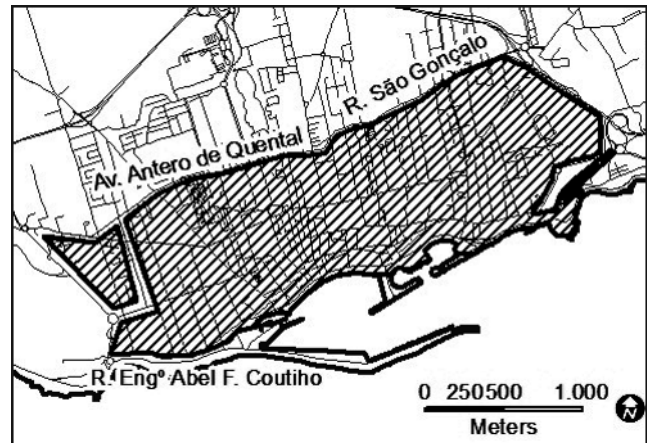 R. São Gonçalo
Av. Antero de Quental
R. Engº Abel F. Coutiho
0 250500 1.000
Meters
N